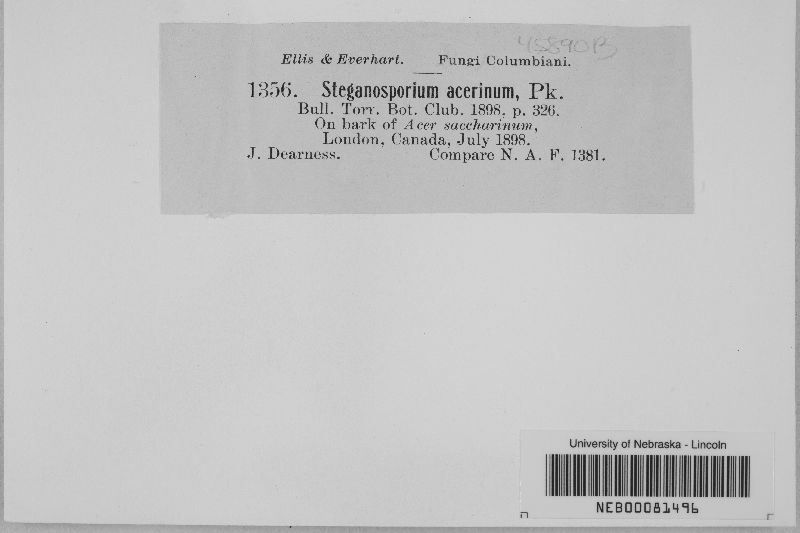 45890B
Ellis & Everhart. Fungi Columbiani.
1356. Steganosporium acerinum, Pk.
Bull. Torr. Bot. Club. 1898, p. 326.
On bark of Acer saccharinum,
London, Canada, July 1898.
J. Dearness. Compare N. A. F. 1381.
University of Nebraska - Lincoln
NEB00081496